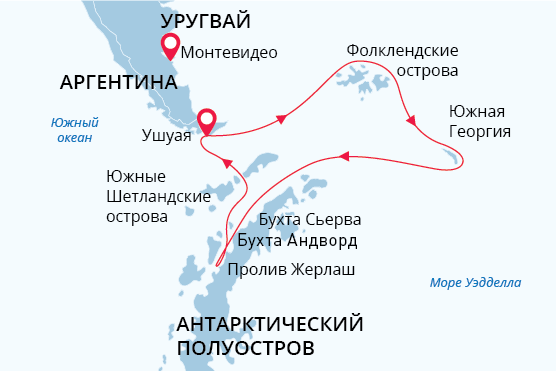 УРУГВАЙ
Монтевидео
АРГЕНТИНА
Фолклендские
острова
Южный
океан
Ушуая
Южная
Георгия
Южные
Шетландские
острова
Бухта Сьерва
Бухта Андворд
Пролив Жерлаш
Море Уэдделла
АНТАРКТИЧЕСКИЙ
ПОЛУОСТРОВ